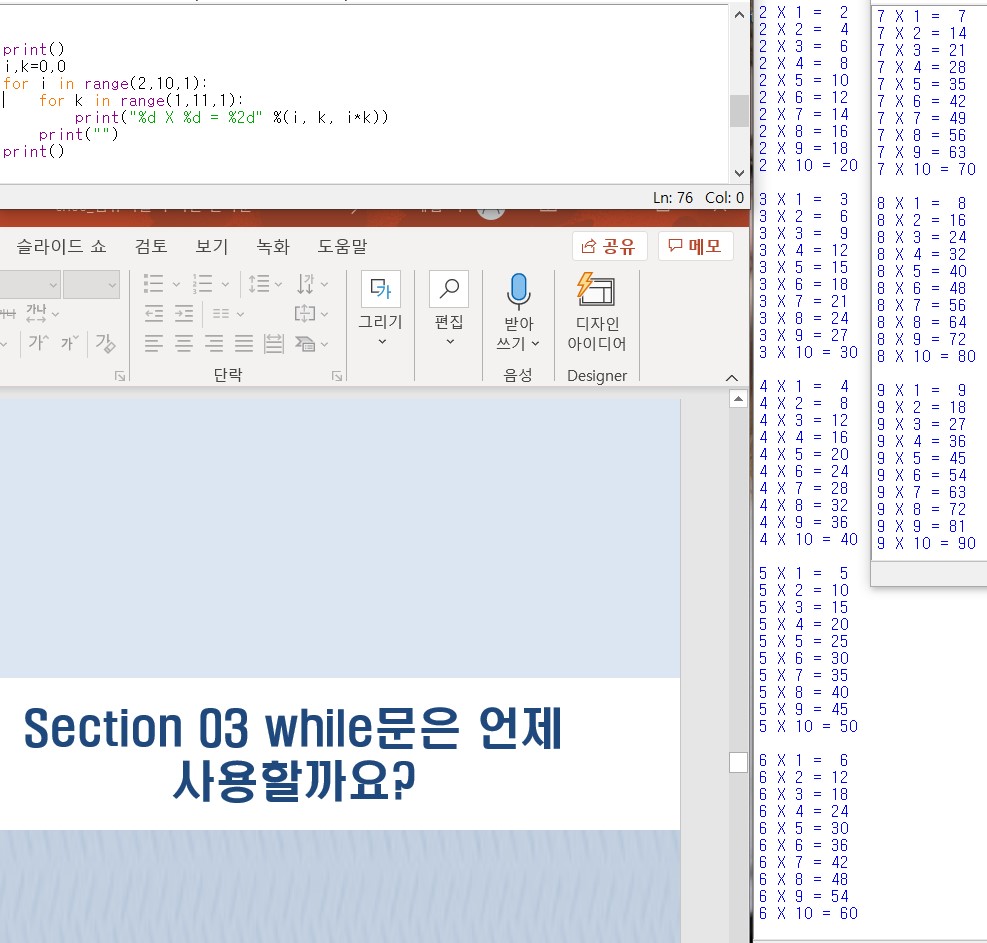 print()
i,k=0,0
for i in range(2,10,1):
    for k in range(1,11,1):
        print("%d X %d = %2d" %(i, k, i*k))
    print("")
print()
Ln: 76 Col: 0
슬라이드 쇼 검토 보기 녹화 도움말 공유 메모
가나
가 가
그리기
편집
받아
쓰기
디자인
아이디어
단락
음성
Designer
Section 03 while문은 언제
사용할까요?
2 X 1 =  2
2 X 2 =  4
2 X 3 =  6
2 X 4 =  8
2 X 5 = 10
2 X 6 = 12
2 X 7 = 14
2 X 8 = 16
2 X 9 = 18
2 X 10 = 20
3 X 1 =  3
3 X 2 =  6
3 X 3 =  9
3 X 4 = 12
3 X 5 = 15
3 X 6 = 18
3 X 7 = 21
3 X 8 = 24
3 X 9 = 27
3 X 10 = 30
4 X 1 =  4
4 X 2 =  8
4 X 3 = 12
4 X 4 = 16
4 X 5 = 20
4 X 6 = 24
4 X 7 = 28
4 X 8 = 32
4 X 9 = 36
4 X 10 = 40
5 X 1 =  5
5 X 2 = 10
5 X 3 = 15
5 X 4 = 20
5 X 5 = 25
5 X 6 = 30
5 X 7 = 35
5 X 8 = 40
5 X 9 = 45
5 X 10 = 50
6 X 1 =  6
6 X 2 = 12
6 X 3 = 18
6 X 4 = 24
6 X 5 = 30
6 X 6 = 36
6 X 7 = 42
6 X 8 = 48
6 X 9 = 54
6 X 10 = 60
7 X 1 =  7
7 X 2 = 14
7 X 3 = 21
7 X 4 = 28
7 X 5 = 35
7 X 6 = 42
7 X 7 = 49
7 X 8 = 56
7 X 9 = 63
7 X 10 = 70
8 X 1 =  8
8 X 2 = 16
8 X 3 = 24
8 X 4 = 32
8 X 5 = 40
8 X 6 = 48
8 X 7 = 56
8 X 8 = 64
8 X 9 = 72
8 X 10 = 80
9 X 1 =  9
9 X 2 = 18
9 X 3 = 27
9 X 4 = 36
9 X 5 = 45
9 X 6 = 54
9 X 7 = 63
9 X 8 = 72
9 X 9 = 81
9 X 10 = 90